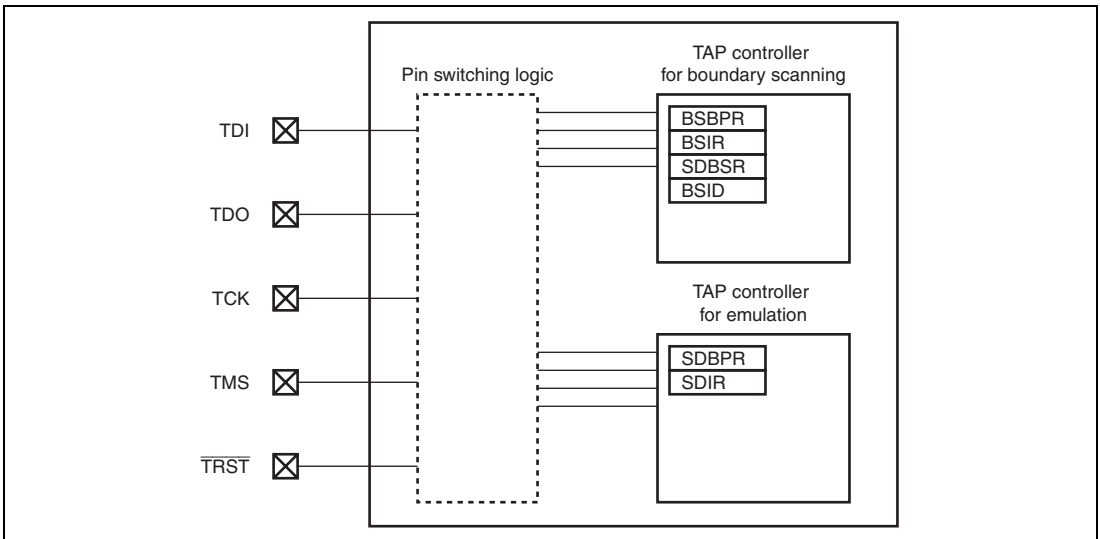 TAP controller
for boundary scanning
Pin switching logic
BSBPR
BSIR
SDBSR
BSID
TDI
TDO
TCK
TMS
TRST
TAP controller
for emulation
SDBPR
SDIR